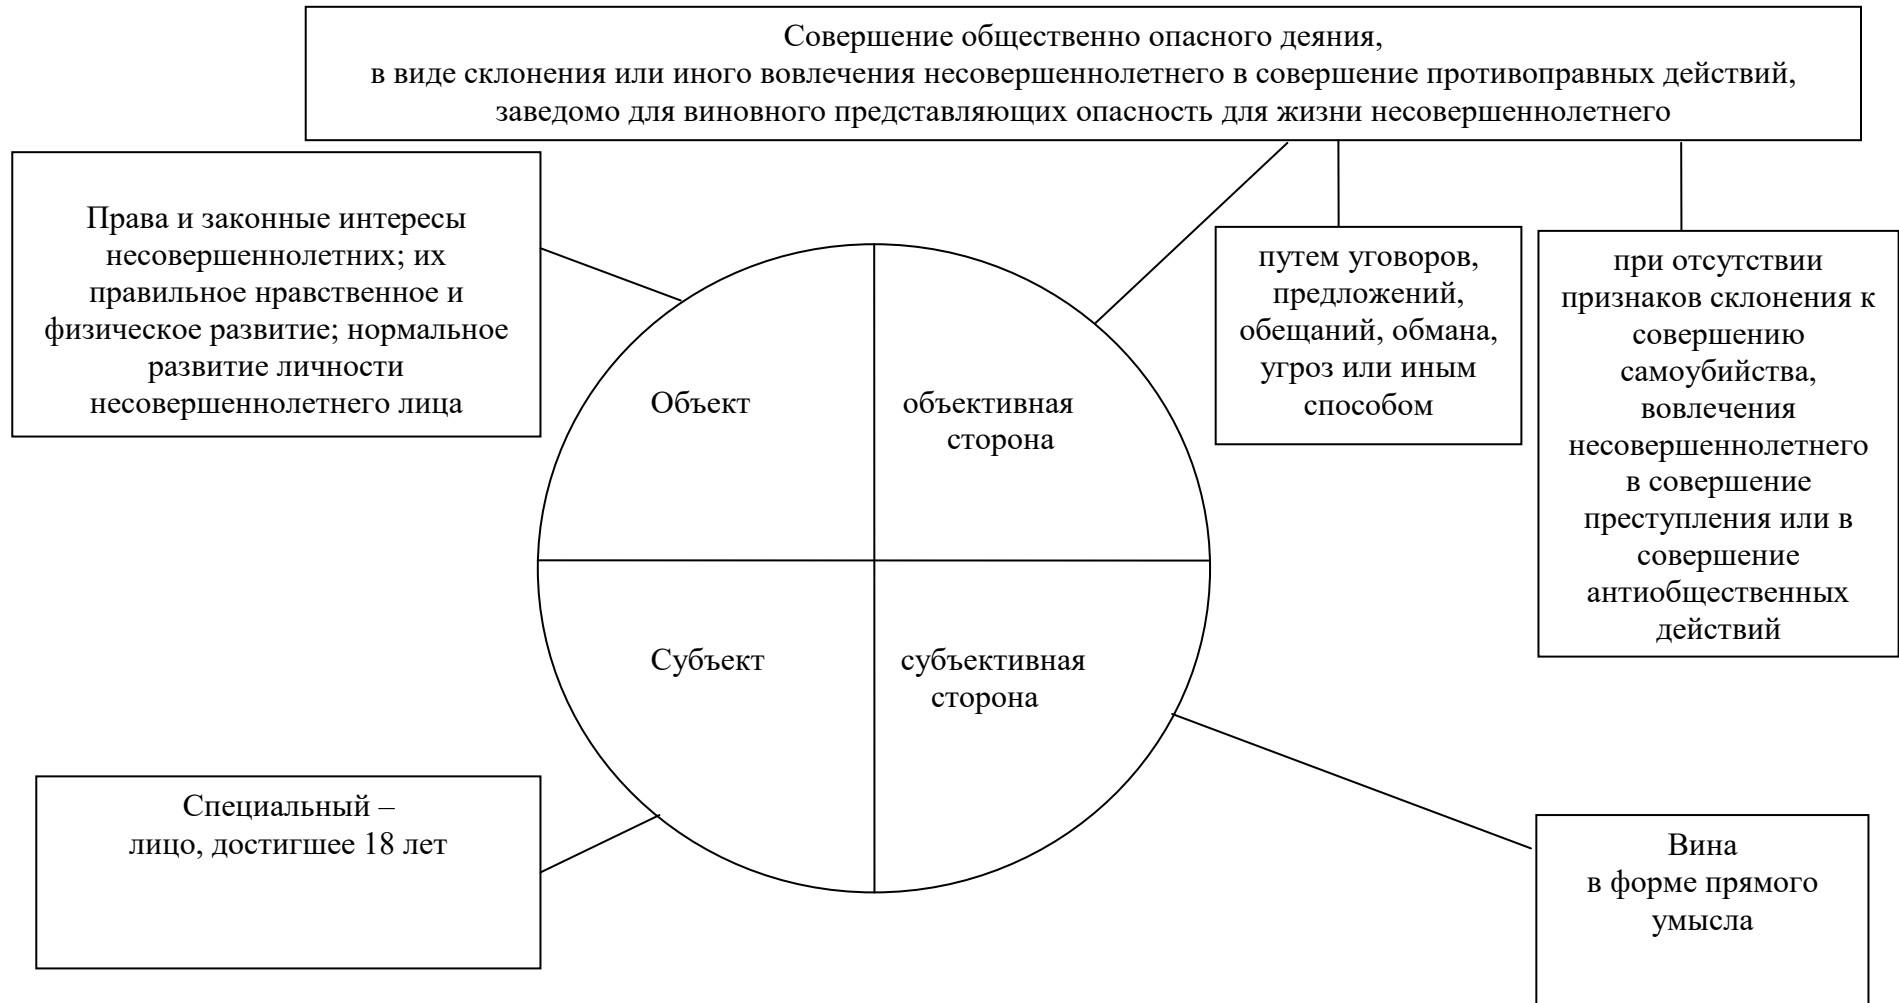 Совершение общественно опасного деяния,
в виде склонения или иного вовлечения несовершеннолетнего в совершение противоправных действий,
заведомо для виновного представляющих опасность для жизни несовершеннолетнего
Права и законные интересы
несовершеннолетних; их
правильное нравственное и
физическое развитие; нормальное
развитие личности
несовершеннолетнего лица
путем уговоров,
предложений,
обещаний, обмана,
угроз или иным
способом
при отсутствии
признаков склонения к
совершению
самоубийства,
вовлечения
несовершеннолетнего
в совершение
преступления или в
совершение
антиобщественных
действий
Объект
объективная
сторона
Субъект
субъективная
сторона
Специальный –
лицо, достигшее 18 лет
Вина
в форме прямого
умысла